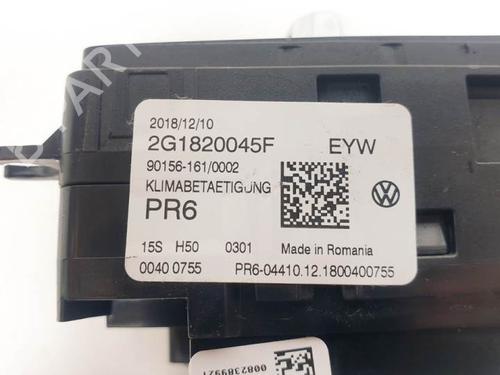 2018/12/10
2G1820045F EYW
90156-161/0002
KLIMABETAETIGUNG
PR6
15S H50 0301 Made in Romania
0040 0755 PR6-04410.12.1800400755